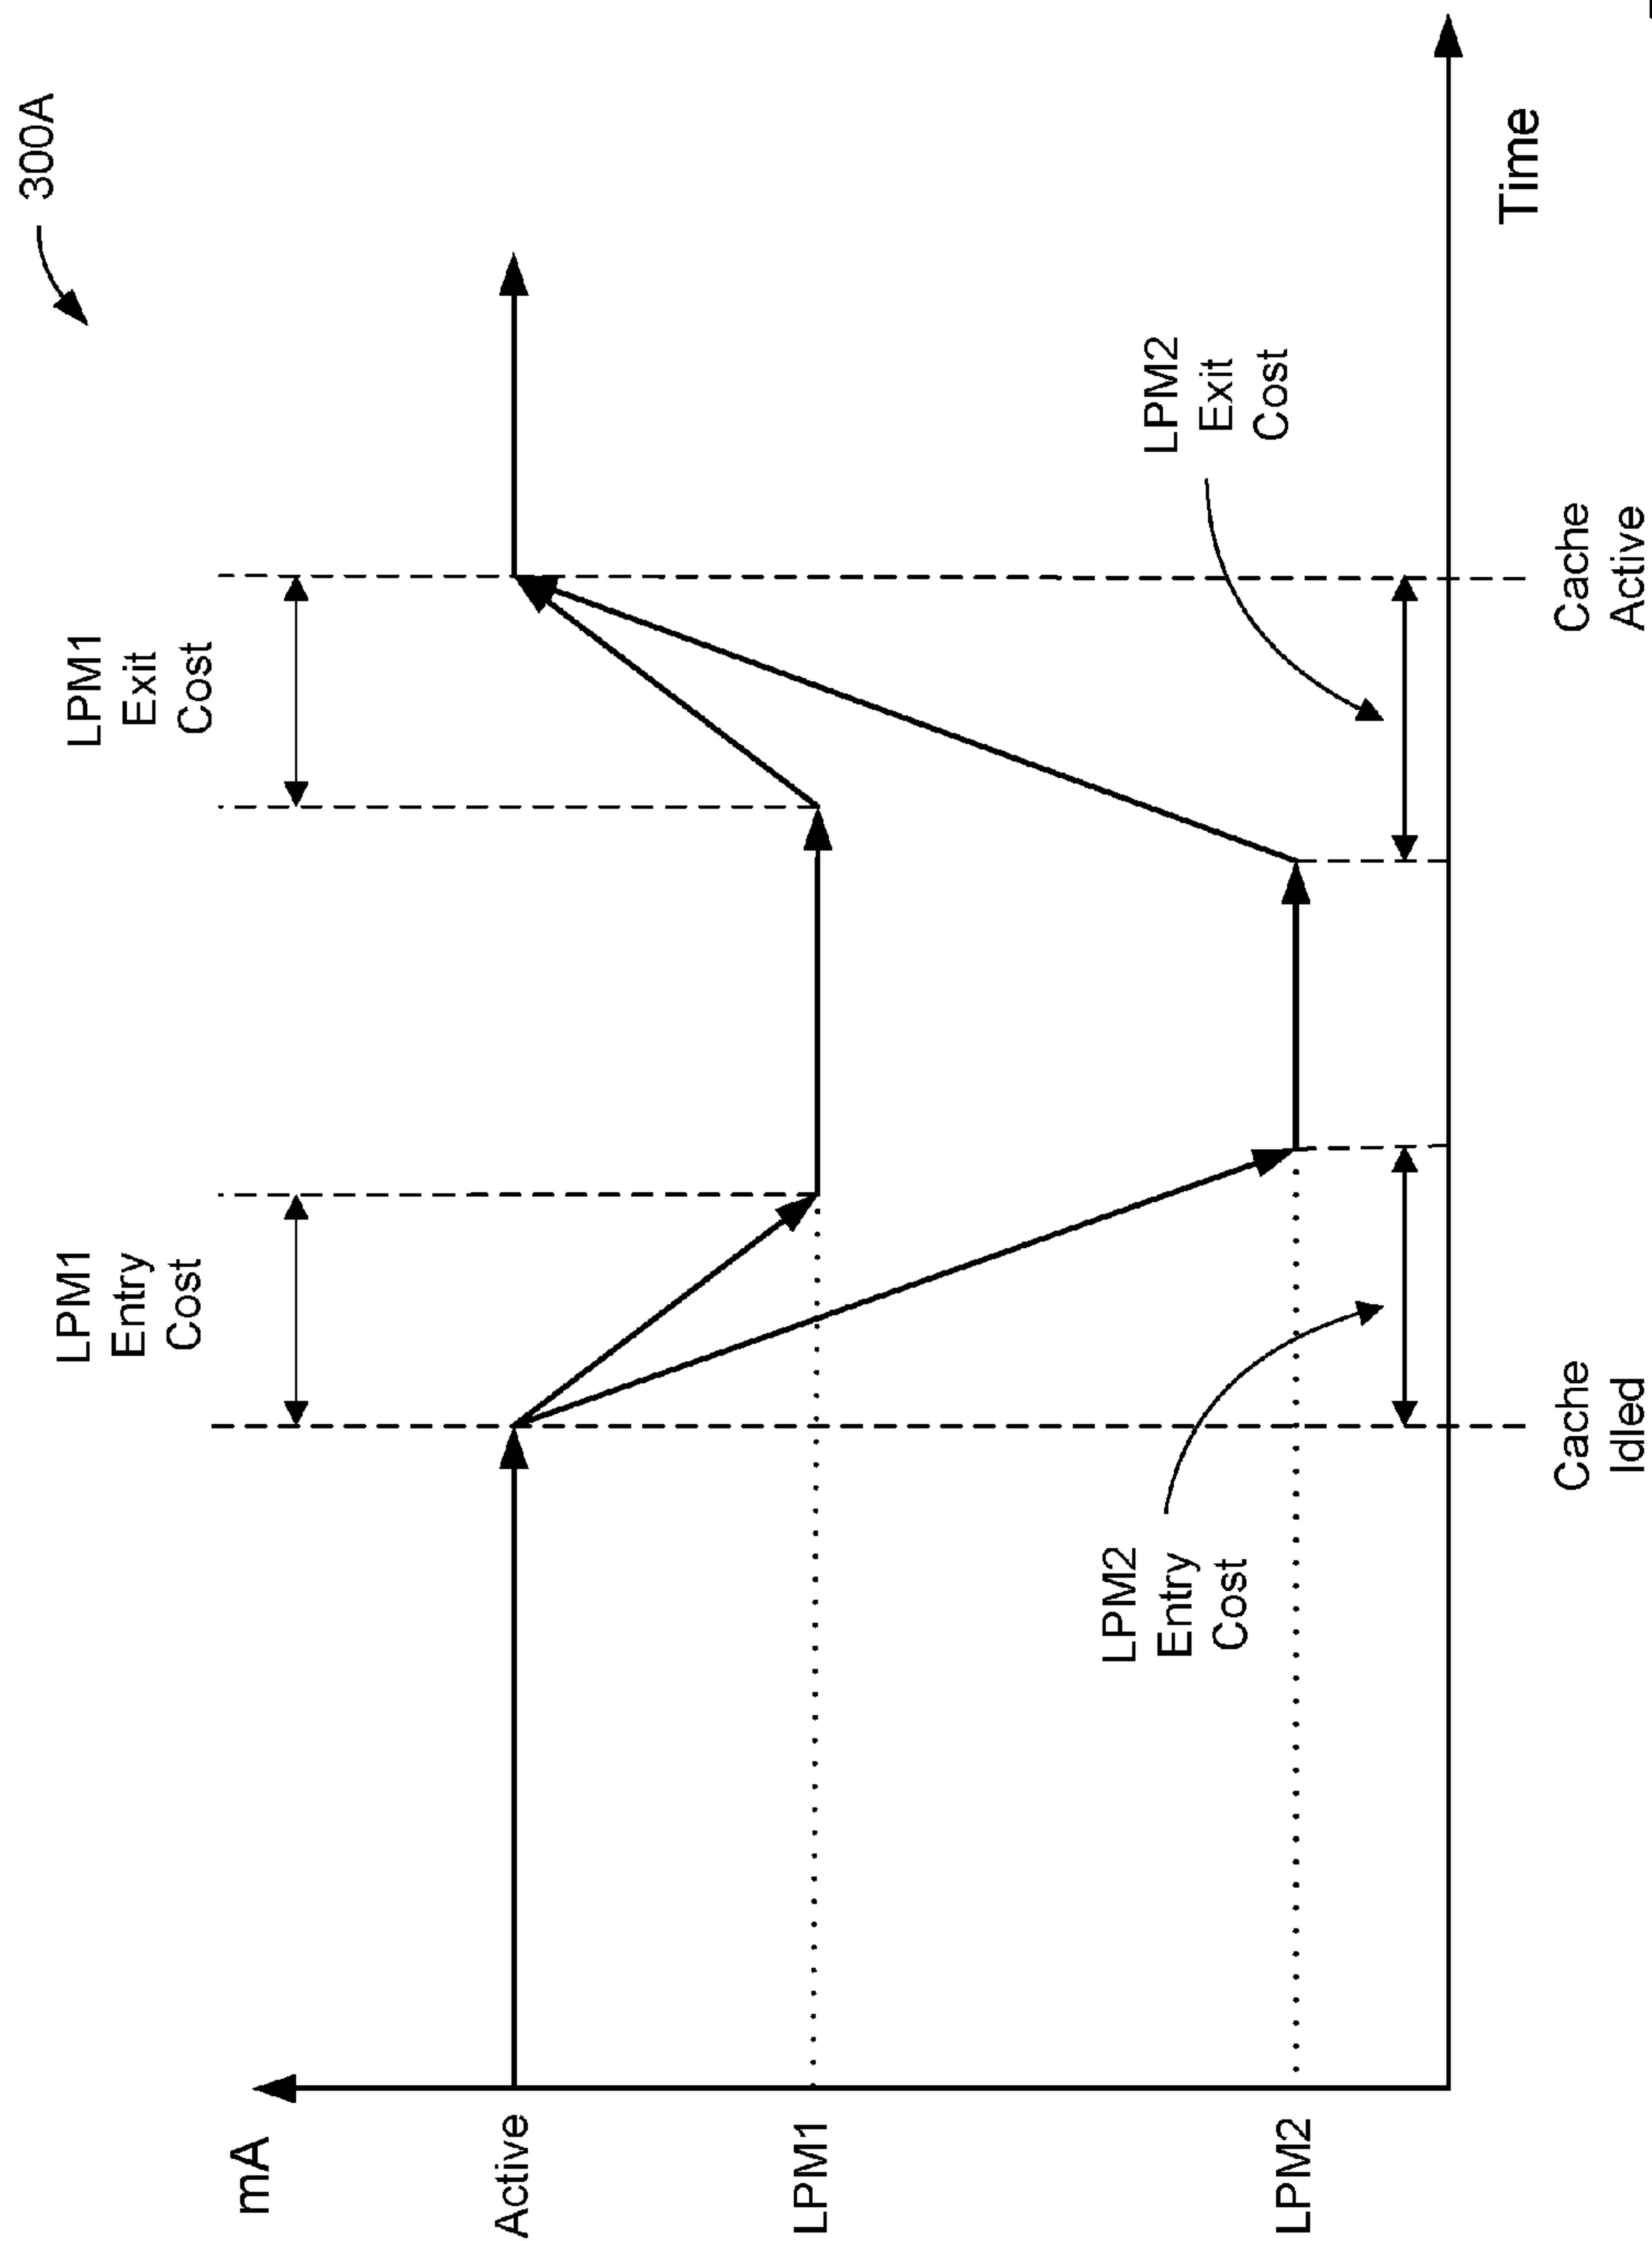 300A
mA
LPM1
Entry
Cost
LPM1
Exit
Cost
Active
LPM1
LPM2
LPM2
Entry
Cost
LPM2
Exit
Cost
Time
Cache
Idled
Cache
Active